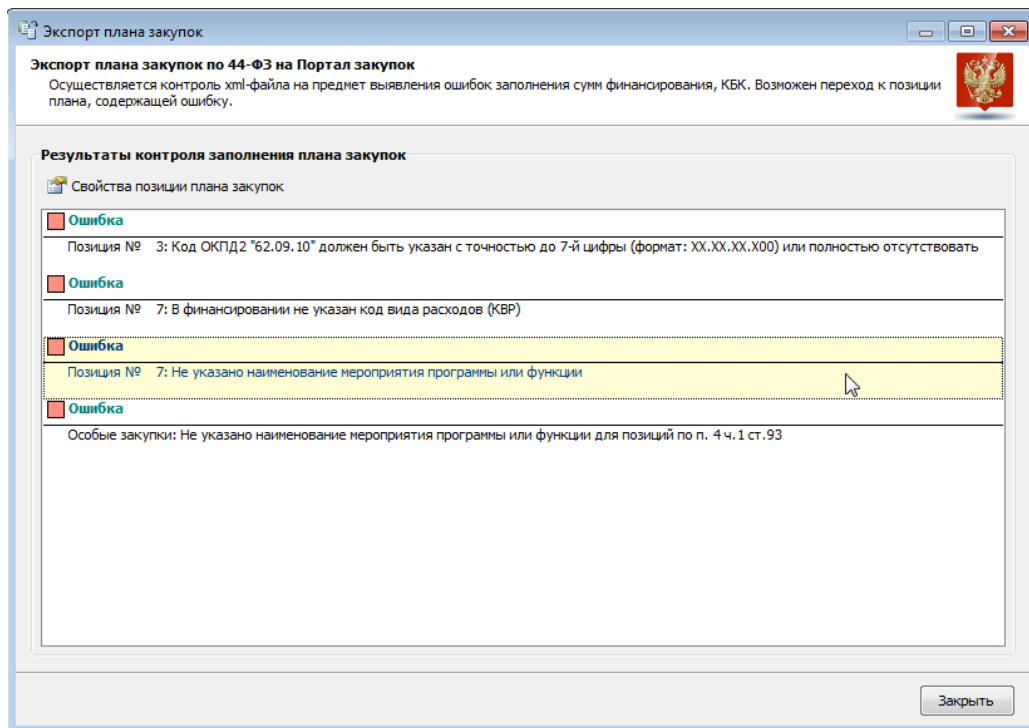 Экспорт плана закупок
Экспорт плана закупок по 44-ФЗ на Портал закупок
Осуществляется контроль xml-файла на предмет выявления ошибок заполнения сумм финансирования, КБК. Возможен переход к позиции
плана, содержащей ошибку.
Результаты контроля заполнения плана закупок
Свойства позиции плана закупок
Ошибка
Позиция № 3: Код ОКПД2 "62.09.10" должен быть указан с точностью до 7-й цифры (формат: XX.XX.XX.X00) или полностью отсутствовать
Ошибка
Позиция № 7: В финансировании не указан код вида расходов (КВР)
Ошибка
Позиция № 7: Не указано наименование мероприятия программы или функции
Ошибка
Особые закупки: Не указано наименование мероприятия программы или функции для позиций по п. 4 ч.1 ст.93
Закрыть